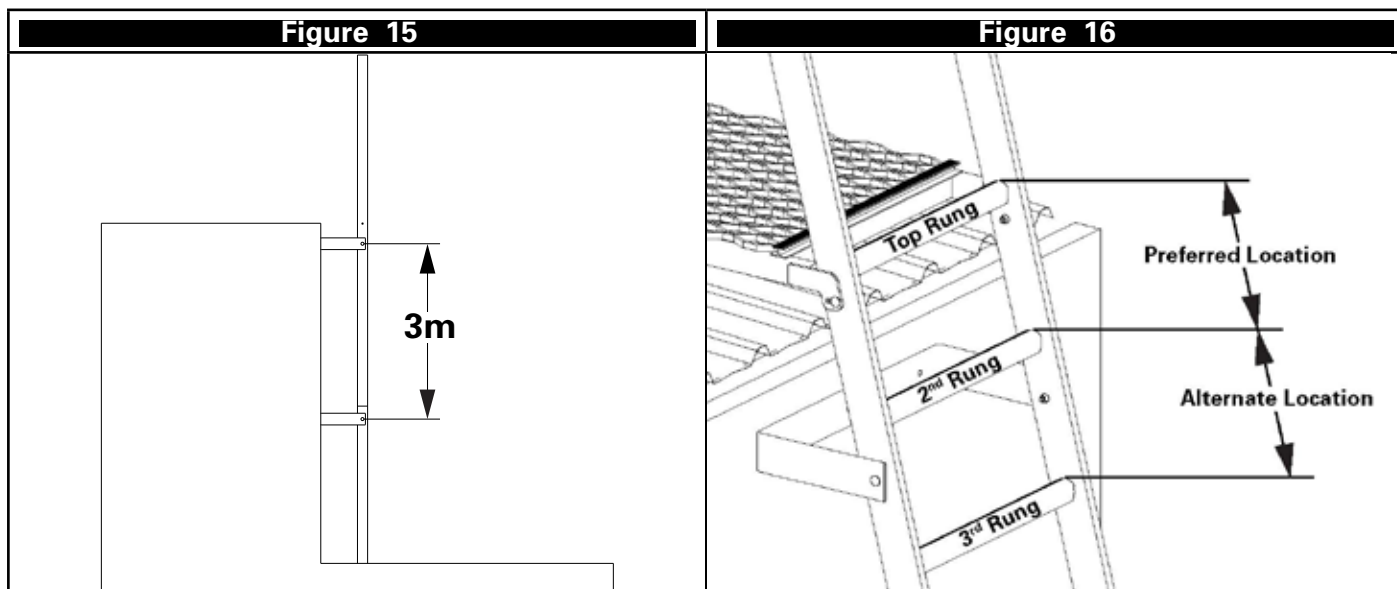 Figure 15
3m
Figure 16
Top Rung
Preferred Location
2nd Rung
Alternate Location
3rd Rung